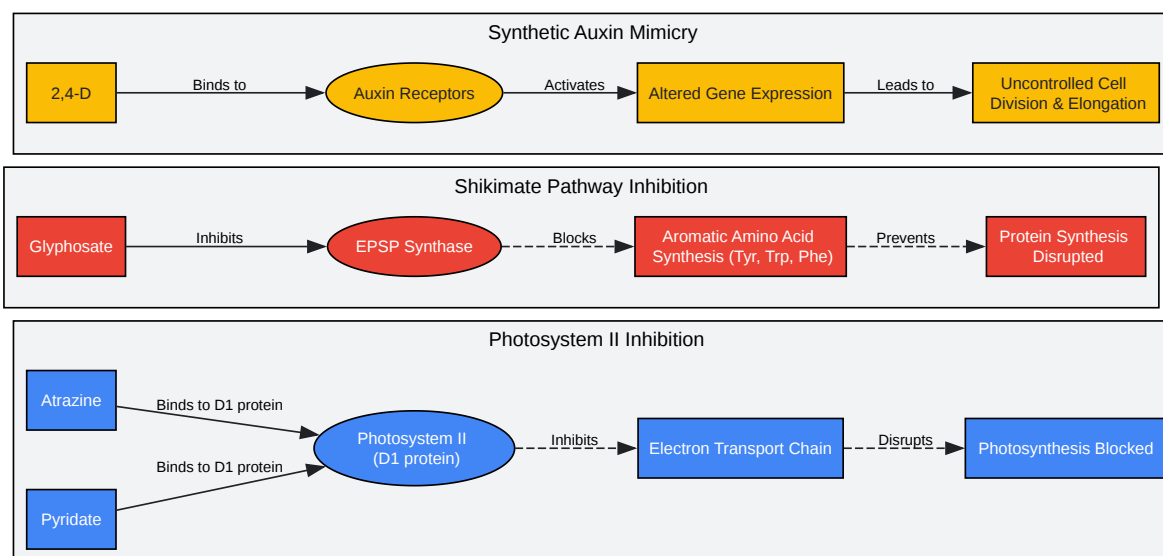 Synthetic Auxin Mimicry
2,4-D
Binds to
Auxin Receptors
Activates
Altered Gene Expression
Leads to
Uncontrolled Cell
Division & Elongation
Shikimate Pathway Inhibition
Glyphosate
Inhibits
EPSP Synthase
Blocks
Aromatic Amino Acid
Synthesis (Tyr, Trp, Phe)
Prevents
Protein Synthesis
Disrupted
Photosystem II Inhibition
Atrazine
Binds to D1 protein
Pyridate
Binds to D1 protein
Photosystem II
(D1 protein)
Inhibits
Electron Transport Chain
Disrupts
Photosynthesis Blocked